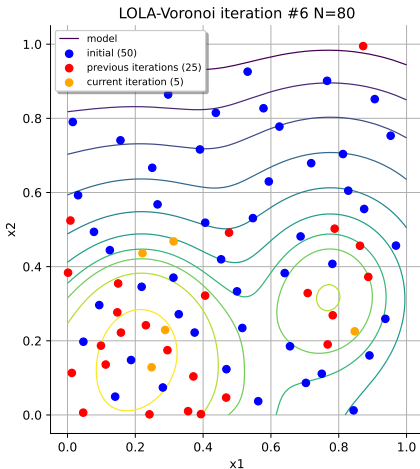 LOLA-Voronoi iteration #6 N=80
model
initial (50)
previous iterations (25)
current iteration (5)
1.0
0.8
0.6
0.4
0.2
0.0
x2
0.0 0.2 0.4 0.6 0.8 1.0
x1